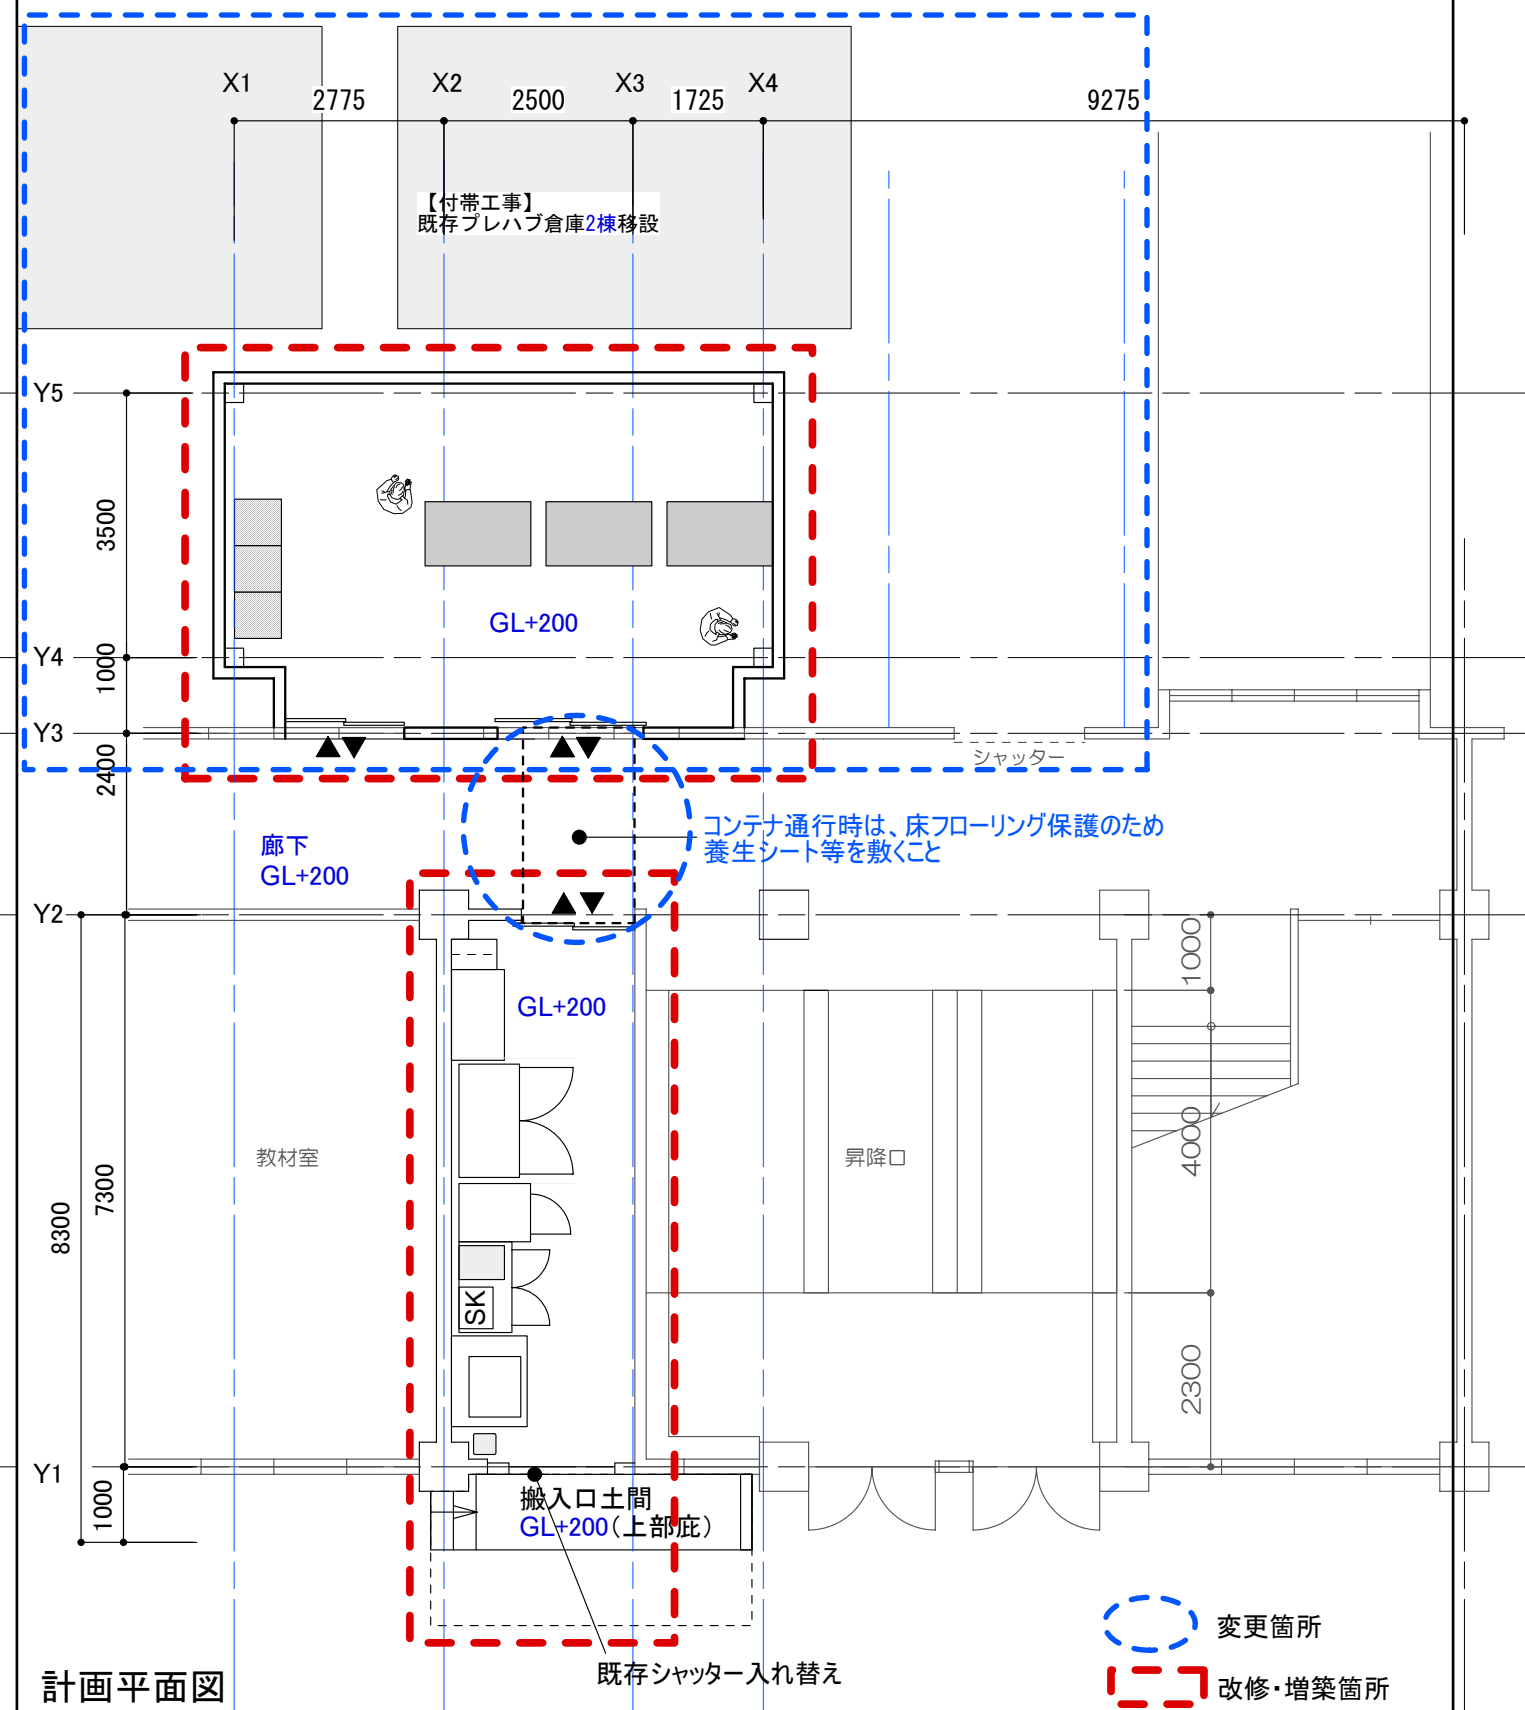 X1
X2
X3
X4
2775
2500
1725
9275
【付帯工事】
既存プレハブ倉庫2棟移設
Y5
3500
GL+200
Y4
1000
Y3
2400
シャッター
コンテナ通行時は、床フローリング保護のため
養生シート等を敷くこと
廊下
GL+200
Y2
1000
GL+200
教材室
昇降口
4000
7300
8300
SK
2300
Y1
1000
搬入口土間
GL+200(上部庇)
変更箇所
既存シャッター入れ替え
改修・増築箇所
計画平面図